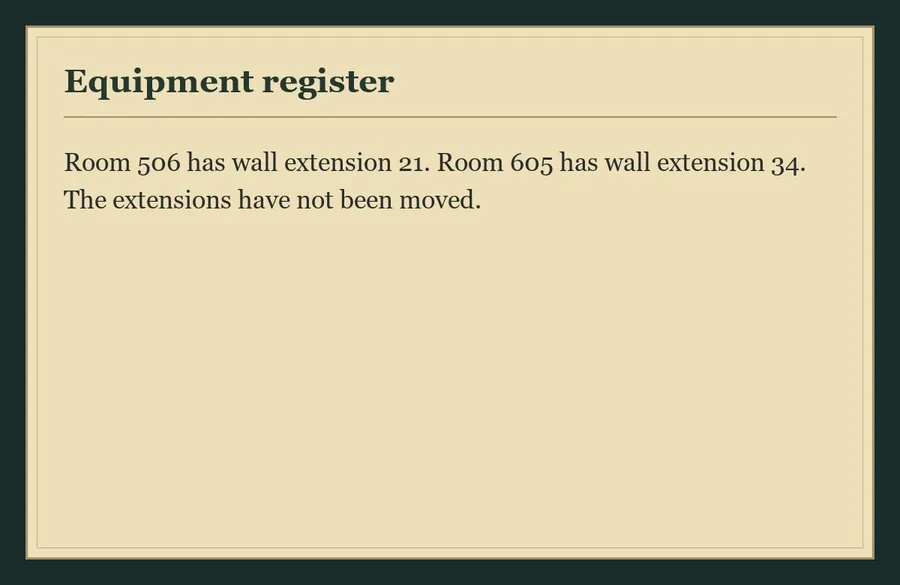 Equipment register
Room 506 has wall extension 21. Room 605 has wall extension 34.
The extensions have not been moved.